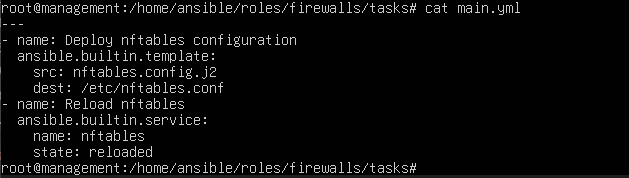 root@management:/home/ansible/roles/firewalls/tasks# cat main.yml
---
- name: Deploy nftables configuration
  ansible.builtin.template:
    src: nftables.config.j2
    dest: /etc/nftables.conf
- name: Reload nftables
  ansible.builtin.service:
    name: nftables
    state: reloaded
root@management:/home/ansible/roles/firewalls/tasks#